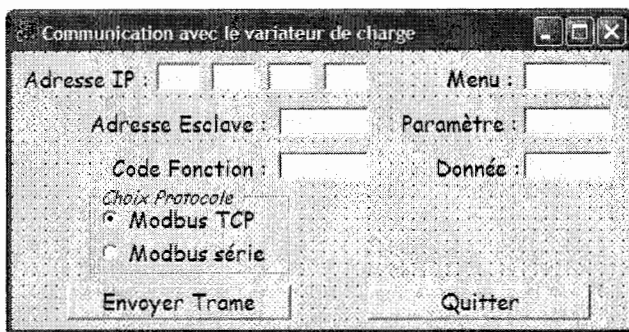 Communication avec le variateur de charge
Adresse IP :
Menu :
Adresse Esclave :
Paramètre :
Code Fonction :
Donnée :
Choix Protocole
Modbus TCP
Modbus série
Envoyer Trame
Quitter